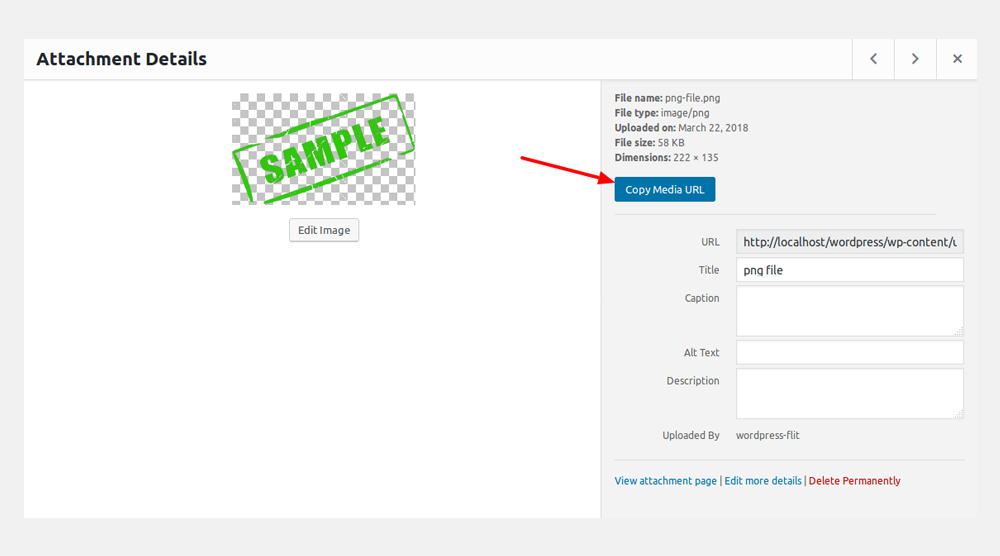 Attachment Details
SAMPLE
Edit Image
File name: png-file.png
File type: image/png
Uploaded on: March 22, 2018
File size: 58 KB
Dimensions: 222 × 135
Copy Media URL
URL http://localhost/wordpress/wp-content/u
Title png file
Caption
Alt Text
Description
Uploaded By wordpress-flit
View attachment page | Edit more details | Delete Permanently